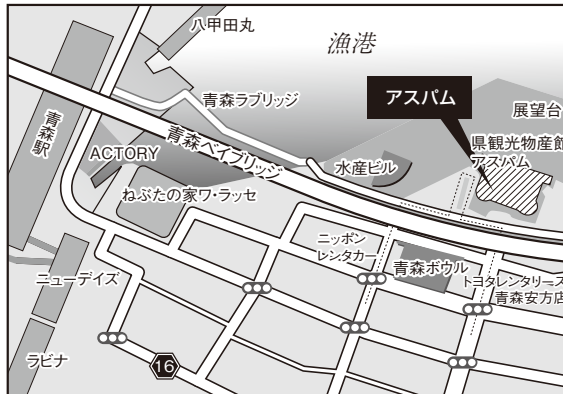 八甲田丸
漁港
アスパム
展望台
青森ラブリッジ
県観光物産館
アスパム
青森駅
青森ベイブリッジ
ACTORY
水産ビル
ねぶたの家ワ・ラッセ
ニッポン
レンタカー
青森ボウル
トヨタレンタリース
青森安方店
ニューデイズ
ラビナ
16